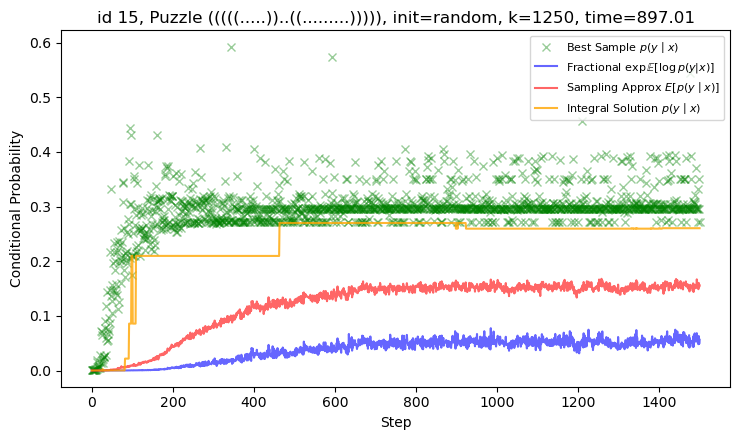 id 15, Puzzle (((((.....))..((.........))))), init=random, k=1250, time=897.01
Best Sample p(y | x)
Fractional exp𝔼[log p(y|x)]
Sampling Approx E[p(y | x)]
Integral Solution p(y | x)
Conditional Probability
0.6
0.5
0.4
0.3
0.2
0.1
0.0
0 200 400 600 800 1000 1200 1400
Step